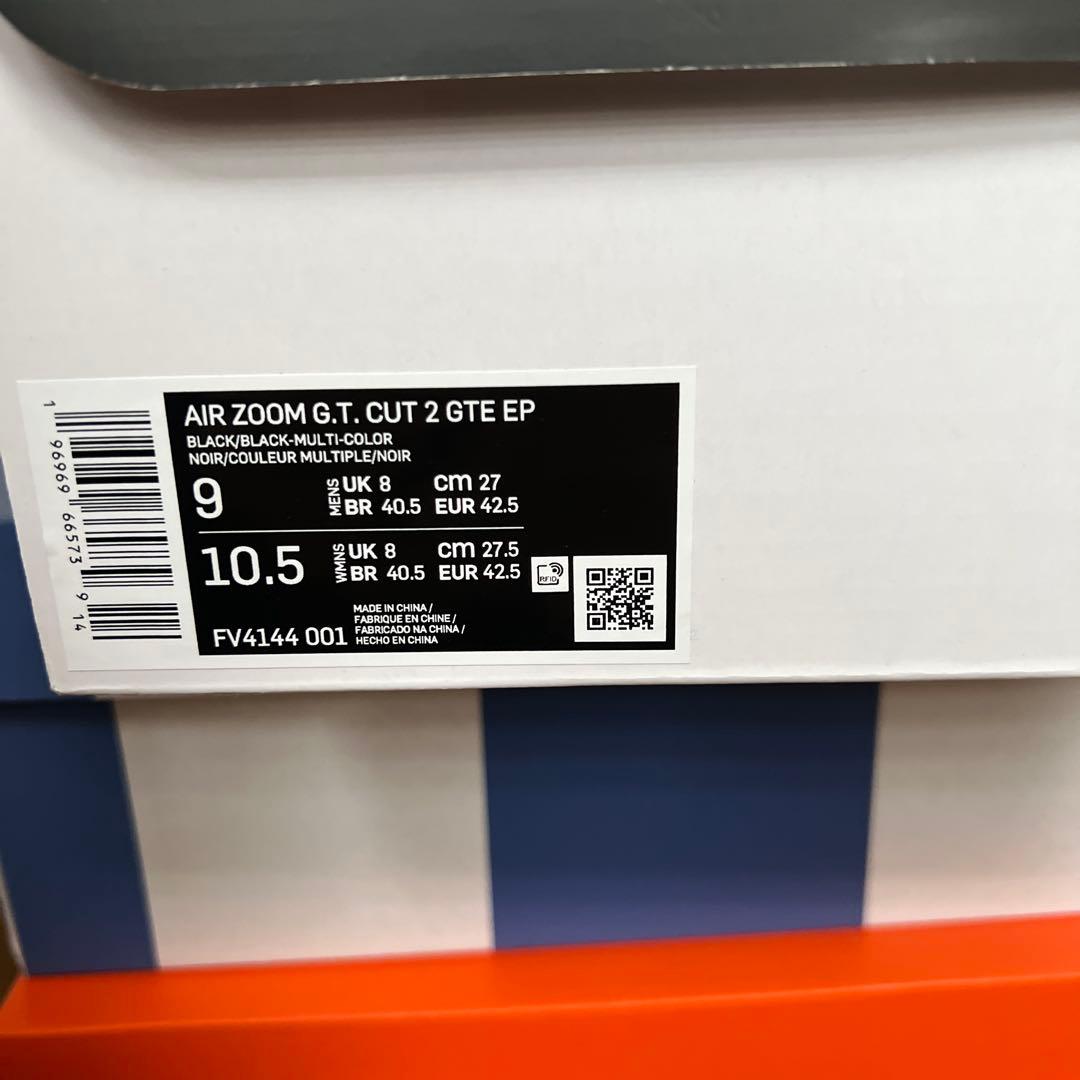 AIR ZOOM G.T. CUT 2 GTE EP
BLACK/BLACK-MULTI-COLOR
NOIR/COULEUR MULTIPLE/NOIR
9 MENS UK 8 cm 27
BR 40.5 EUR 42.5
10.5 WMNS UK 8 cm 27.5
BR 40.5 EUR 42.5
RFID
FV4144 001
MADE IN CHINA /
FABRIQUE EN CHINE /
FABRICADO NA CHINA /
HECHO EN CHINA
1 96969 66573 9 14